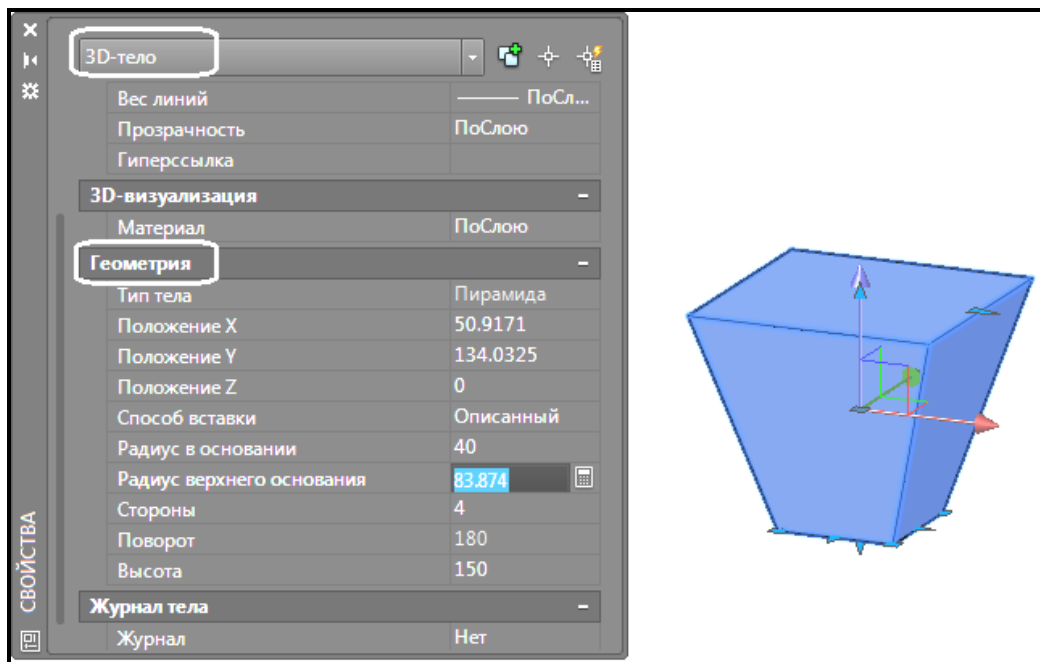 3D-тело
Вес линий ПоСл...
Прозрачность ПоСлою
Гиперссылка
3D-визуализация
Материал ПоСлою
Геометрия
Тип тела Пирамида
Положение X 50.9171
Положение Y 134.0325
Положение Z 0
Способ вставки Описанный
Радиус в основании 40
Радиус верхнего основания 83.874
Стороны 4
Поворот 180
Высота 150
Журнал тела
Журнал Нет
СВОЙСТВА